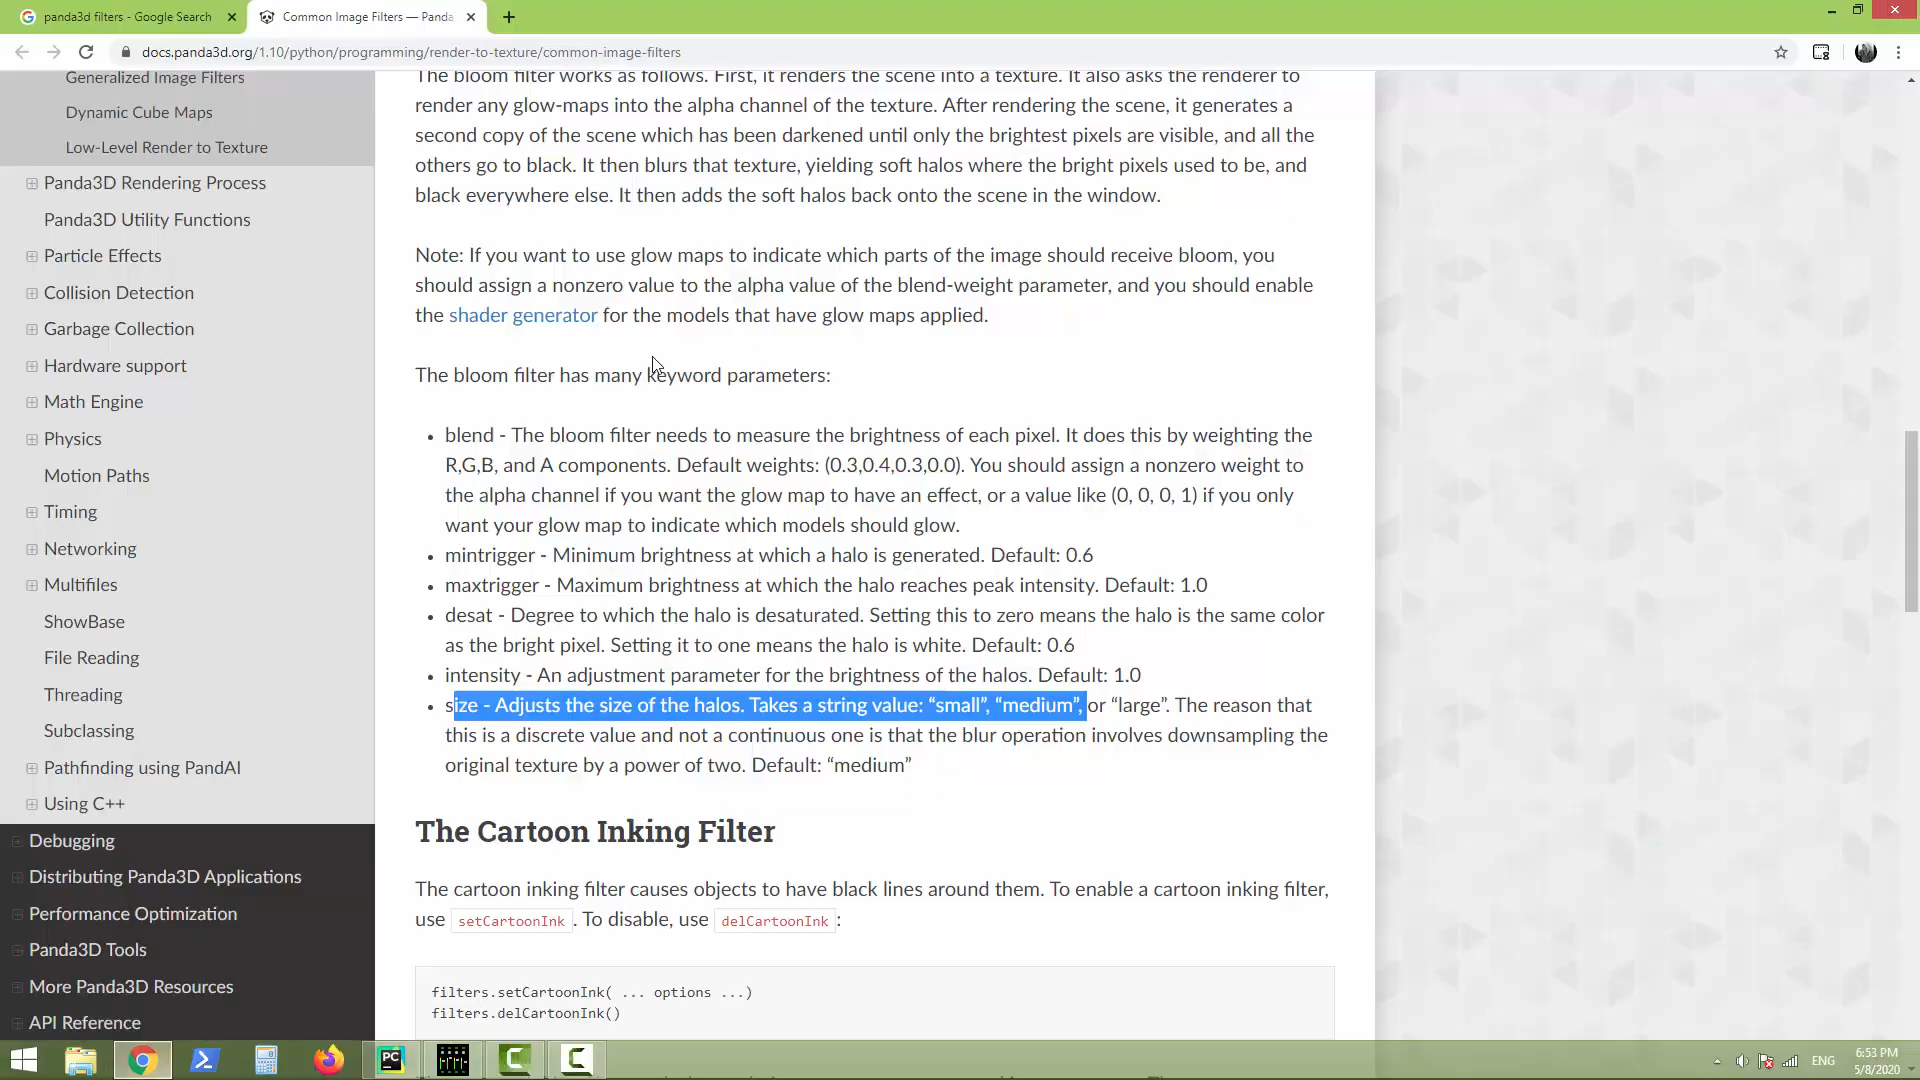 panda3d filters - Google Search
Common Image Filters — Panda
docs.panda3d.org/1.10/python/programming/render-to-texture/common-image-filters
Generalized Image Filters
Dynamic Cube Maps
Low-Level Render to Texture
Panda3D Rendering Process
Panda3D Utility Functions
Particle Effects
Collision Detection
Garbage Collection
Hardware support
Math Engine
Physics
Motion Paths
Timing
Networking
Multifiles
ShowBase
File Reading
Threading
Subclassing
Pathfinding using PandAI
Using C++
Debugging
Distributing Panda3D Applications
Performance Optimization
Panda3D Tools
More Panda3D Resources
API Reference
The bloom filter works as follows. First, it renders the scene into a texture. It also asks the renderer to
render any glow-maps into the alpha channel of the texture. After rendering the scene, it generates a
second copy of the scene which has been darkened until only the brightest pixels are visible, and all the
others go to black. It then blurs that texture, yielding soft halos where the bright pixels used to be, and
black everywhere else. It then adds the soft halos back onto the scene in the window.
Note: If you want to use glow maps to indicate which parts of the image should receive bloom, you
should assign a nonzero value to the alpha value of the blend-weight parameter, and you should enable
the shader generator for the models that have glow maps applied.
The bloom filter has many keyword parameters:
• blend - The bloom filter needs to measure the brightness of each pixel. It does this by weighting the
R,G,B, and A components. Default weights: (0.3,0.4,0.3,0.0). You should assign a nonzero weight to
the alpha channel if you want the glow map to have an effect, or a value like (0, 0, 0, 1) if you only
want your glow map to indicate which models should glow.
• mintrigger - Minimum brightness at which a halo is generated. Default: 0.6
• maxtrigger - Maximum brightness at which the halo reaches peak intensity. Default: 1.0
• desat - Degree to which the halo is desaturated. Setting this to zero means the halo is the same color
as the bright pixel. Setting it to one means the halo is white. Default: 0.6
• intensity - An adjustment parameter for the brightness of the halos. Default: 1.0
• size - Adjusts the size of the halos. Takes a string value: “small”, “medium”, or “large”. The reason that
this is a discrete value and not a continuous one is that the blur operation involves downsampling the
original texture by a power of two. Default: “medium”
The Cartoon Inking Filter
The cartoon inking filter causes objects to have black lines around them. To enable a cartoon inking filter,
use setCartoonInk . To disable, use delCartoonInk :
filters.setCartoonInk( ... options ...)
filters.delCartoonInk()
PC
ENG
6:53 PM
5/8/2020